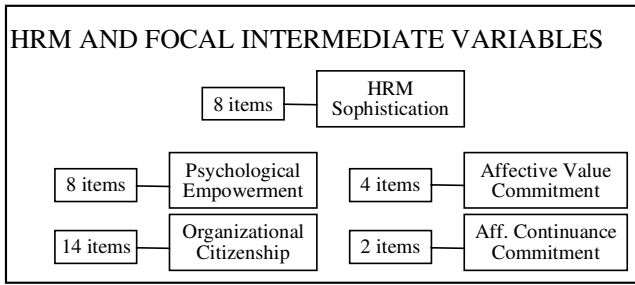 HRM AND FOCAL INTERMEDIATE VARIABLES
8 items
HRM
Sophistication
8 items
Psychological
Empowerment
4 items
Affective Value
Commitment
14 items
Organizational
Citizenship
2 items
Aff. Continuance
Commitment